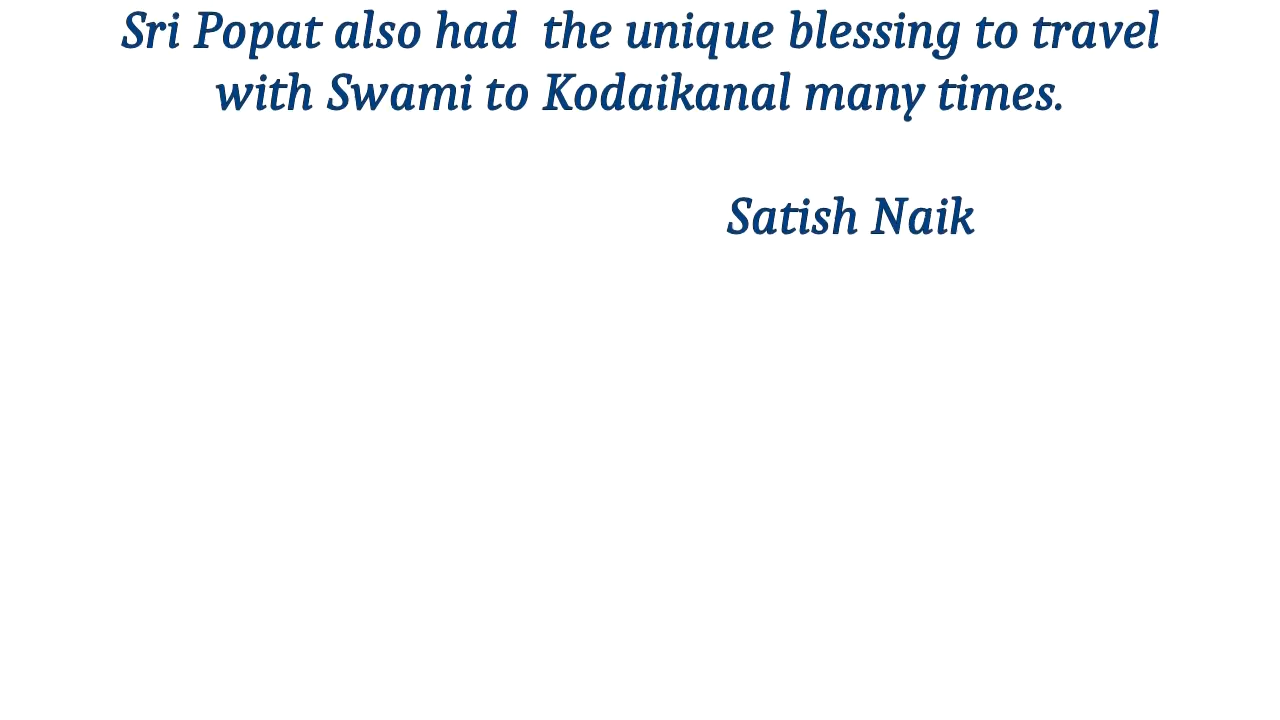 Sri Popat also had  the unique blessing to travel
with Swami to Kodaikanal many times.
Satish Naik